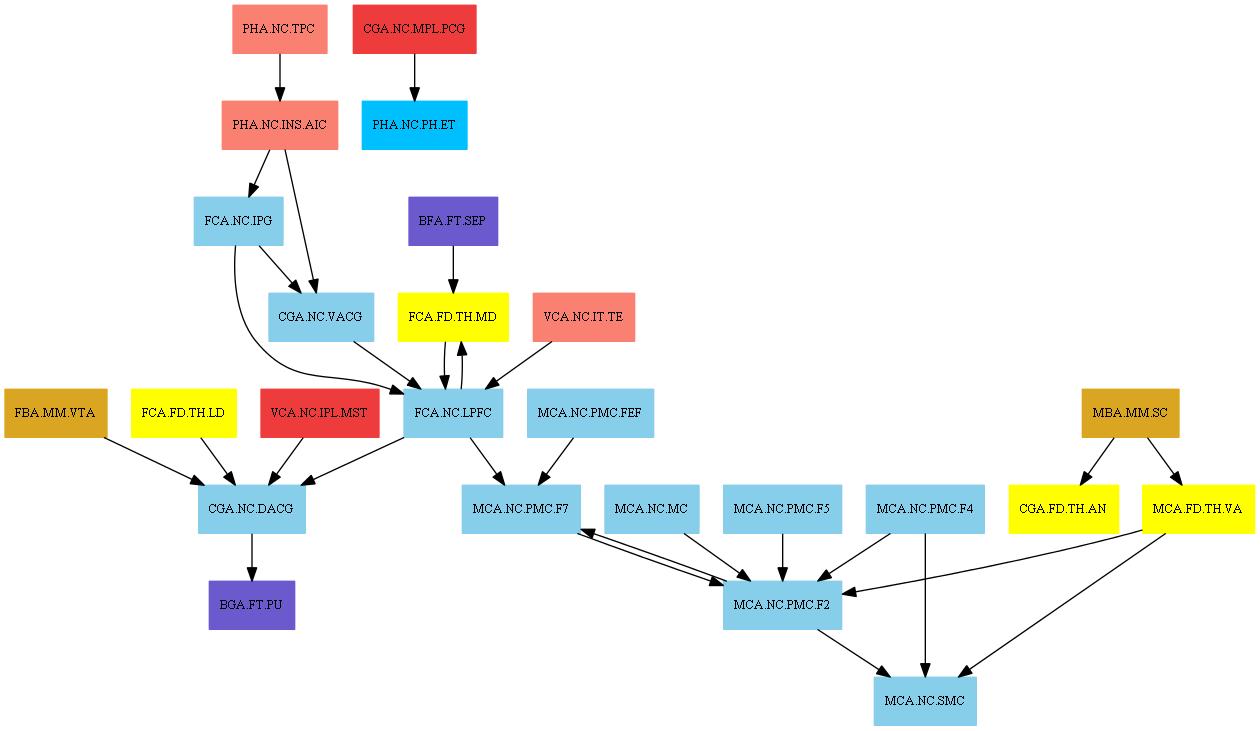 PHA.NC.TPC
CGA.NC.MPL.PCG
PHA.NC.INS.AIC
PHA.NC.PH.ET
FCA.NC.IPG
BFA.FT.SEP
CGA.NC.VACG
FCA.FD.TH.MD
VCA.NC.IT.TE
FBA.MM.VTA
FCA.FD.TH.LD
VCA.NC.IPL.MST
FCA.NC.LPFC
MCA.NC.PMC.FEF
MBA.MM.SC
CGA.NC.DACG
MCA.NC.PMC.F7
MCA.NC.MC
MCA.NC.PMC.F5
MCA.NC.PMC.F4
CGA.FD.TH.AN
MCA.FD.TH.VA
BGA.FT.PU
MCA.NC.PMC.F2
MCA.NC.SMC